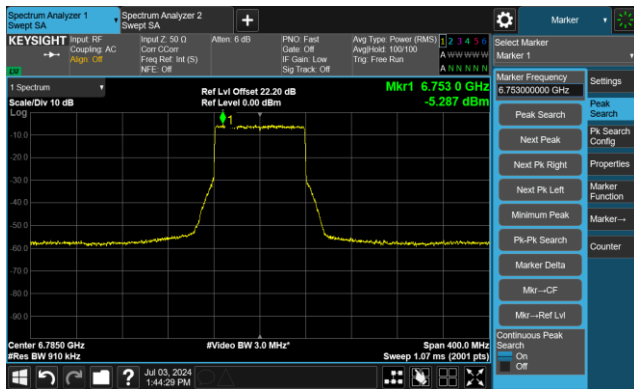 Spectrum Analyzer 1
Swept SA
Spectrum Analyzer 2
Swept SA
Marker
KEYSIGHT
Input: RF
Coupling: AC
Align: Off
Input Z: 50 Ω
Corr CCorr
Freq Ref: Int (S)
NFE: Off
Atten: 6 dB
PNO: Fast
Gate: Off
IF Gain: Low
Sig Track: Off
Avg Type: Power (RMS)
Avg|Hold: 100/100
Trig: Free Run
1 2 3 4 5 6
A W W W W W
A N N N N N
Select Marker
Marker 1
1 Spectrum
Scale/Div 10 dB
Log
Ref Lvl Offset 22.20 dB
Ref Level 0.00 dBm
Mkr1 6.753 0 GHz
-5.287 dBm
1
-10.0
-20.0
-30.0
-40.0
-50.0
-60.0
-70.0
-80.0
-90.0
Center 6.7850 GHz
#Res BW 910 kHz
#Video BW 3.0 MHz*
Span 400.0 MHz
Sweep 1.07 ms (2001 pts)
Marker Frequency
6.753000000 GHz
Peak Search
Next Peak
Next Pk Right
Next Pk Left
Minimum Peak
Pk-Pk Search
Marker Delta
Mkr→CF
Mkr→Ref Lvl
Continuous Peak
Search
On
Off
Settings
Peak
Search
Pk Search
Config
Properties
Marker
Function
Marker→
Counter
?
Jul 03, 2024
1:44:29 PM